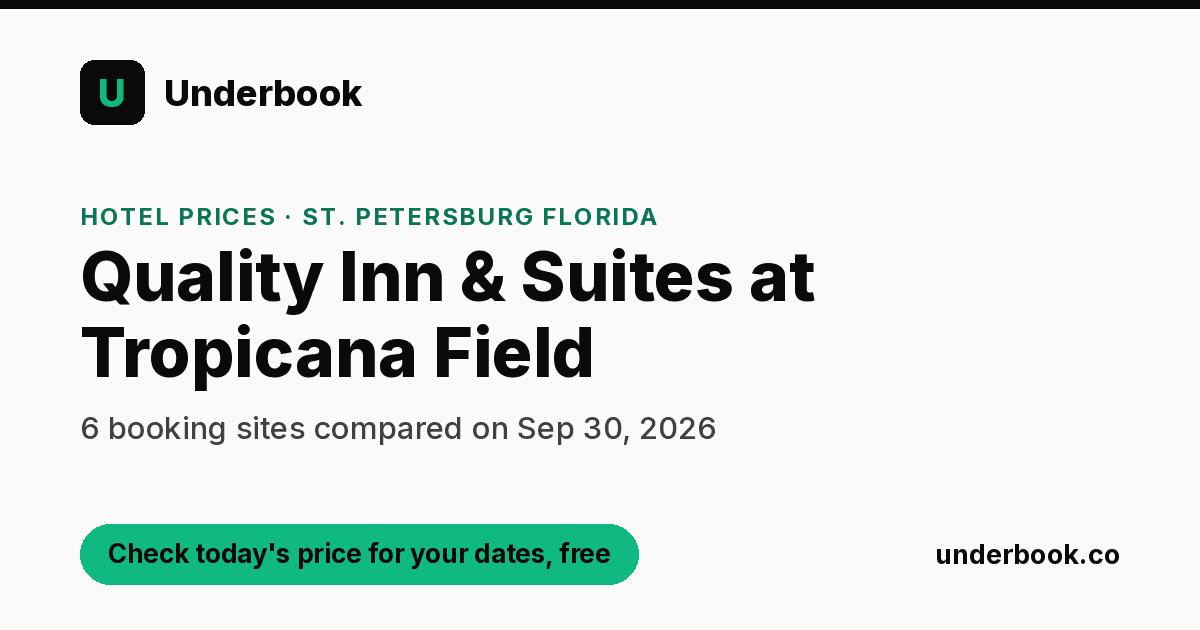 U Underbook
HOTEL PRICES · ST. PETERSBURG FLORIDA
Quality Inn & Suites at
Tropicana Field
6 booking sites compared on Sep 30, 2026
Check today's price for your dates, free
underbook.co